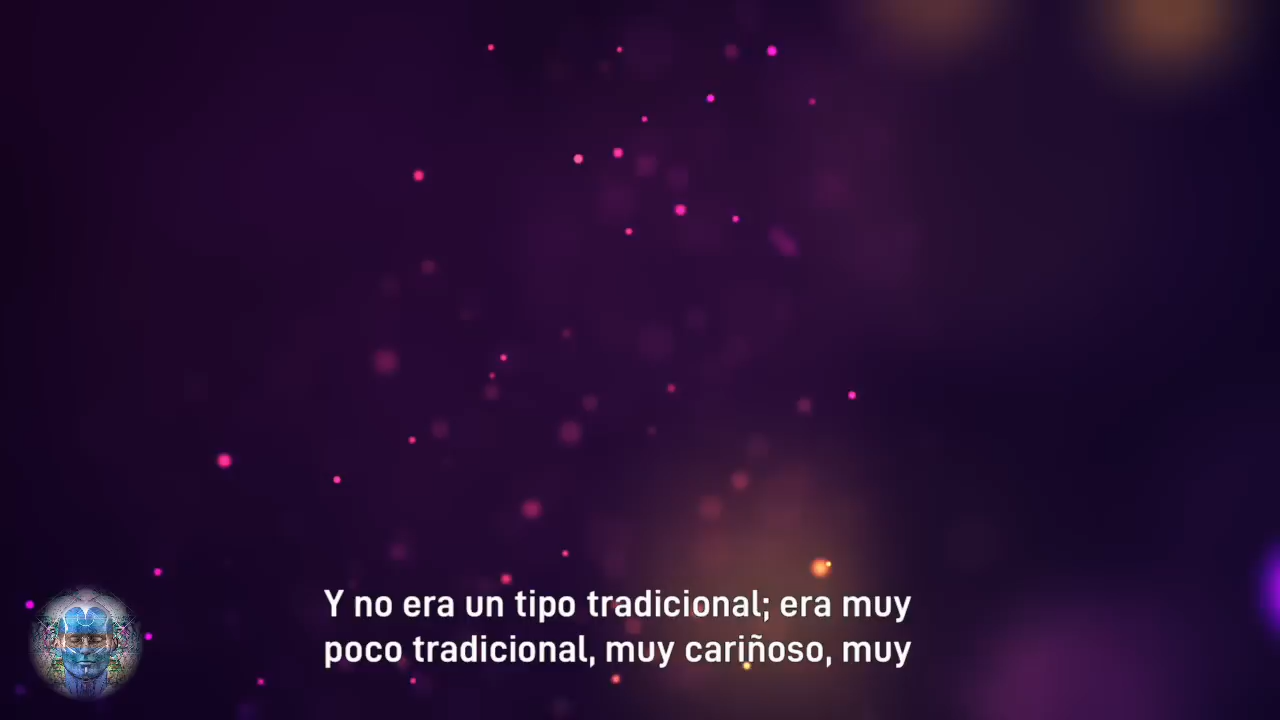 Y no era un tipo tradicional; era muy
poco tradicional, muy cariñoso, muy